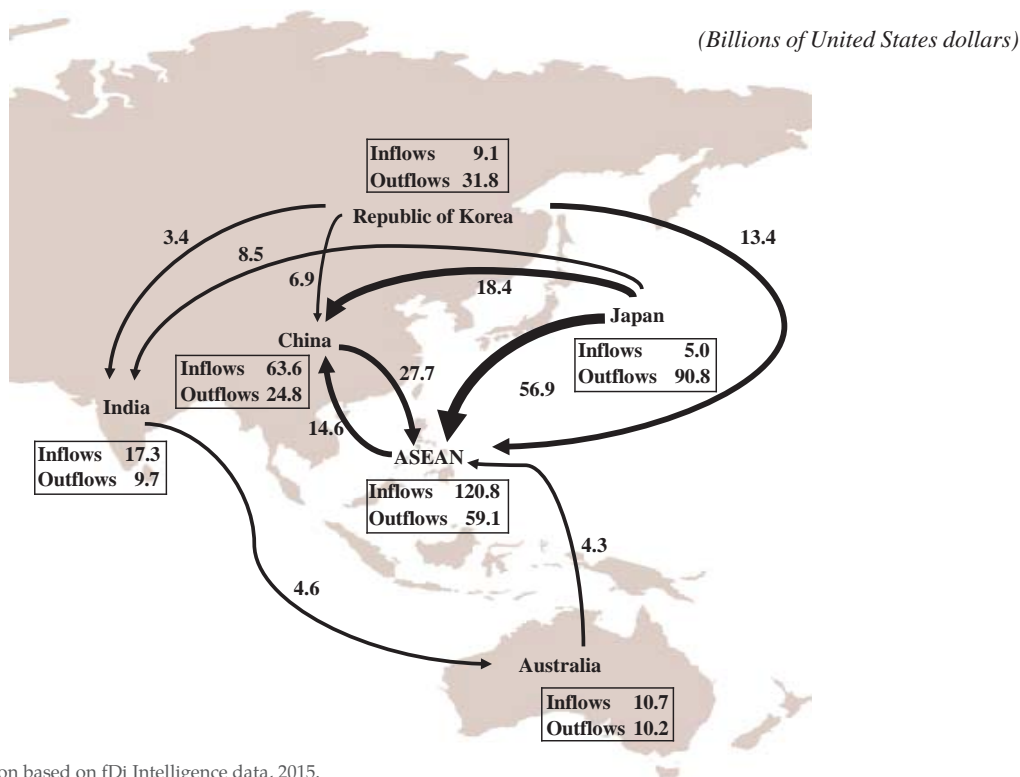 (Billions of United States dollars)
Inflows 9.1
Outflows 31.8
Republic of Korea
3.4
13.4
8.5
6.9
18.4
Japan
China
Inflows 5.0
Outflows 90.8
Inflows 63.6
Outflows 24.8
27.7
56.9
India
14.6
Inflows 17.3
Outflows 9.7
ASEAN
Inflows 120.8
Outflows 59.1
4.3
4.6
Australia
Inflows 10.7
Outflows 10.2
on based on fDi Intelligence data, 2015.